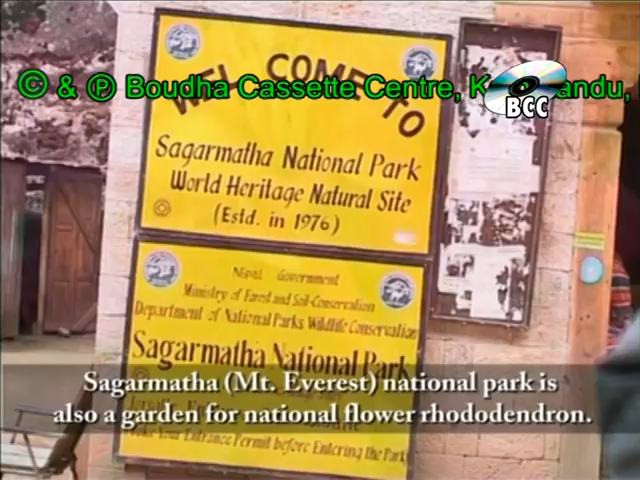 © & ℗ Boudha Cassette Centre, K andu,
BCC
WEL COME TO
Sagarmatha National Park
World Heritage Natural Site
(Estd. in 1976)
Nepal Government
Ministry of Forest and Soil-Conservation
Department of National Parks Wildlife Conservation
Sagarmatha National Park
Sagarmatha (Mt. Everest) national park is
also a garden for national flower rhododendron.
Your Entrance Permit before Entering the Park